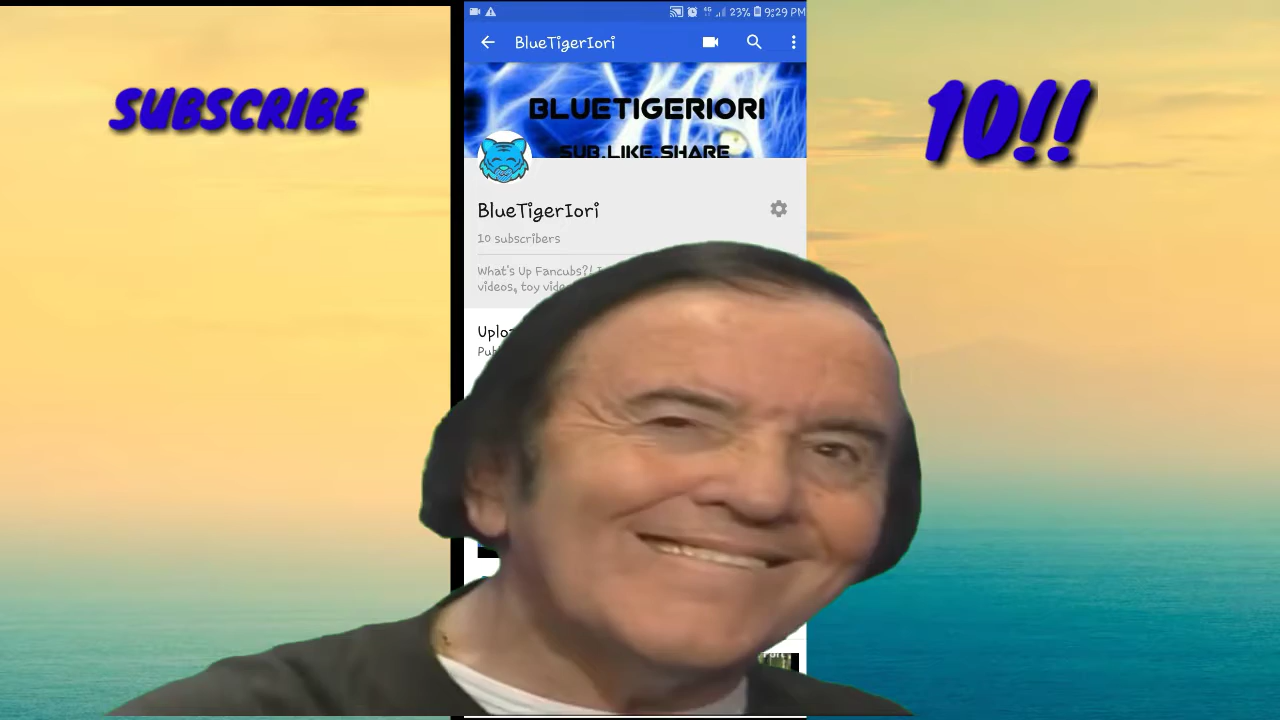 23% 9:29 PM
BlueTigerIori
SUBSCRIBE
10!!
BLUETIGERIORI
SUB.LIKE.SHARE
BlueTigerIori
10 subscribers
What's Up Fancubs?!
videos, toy